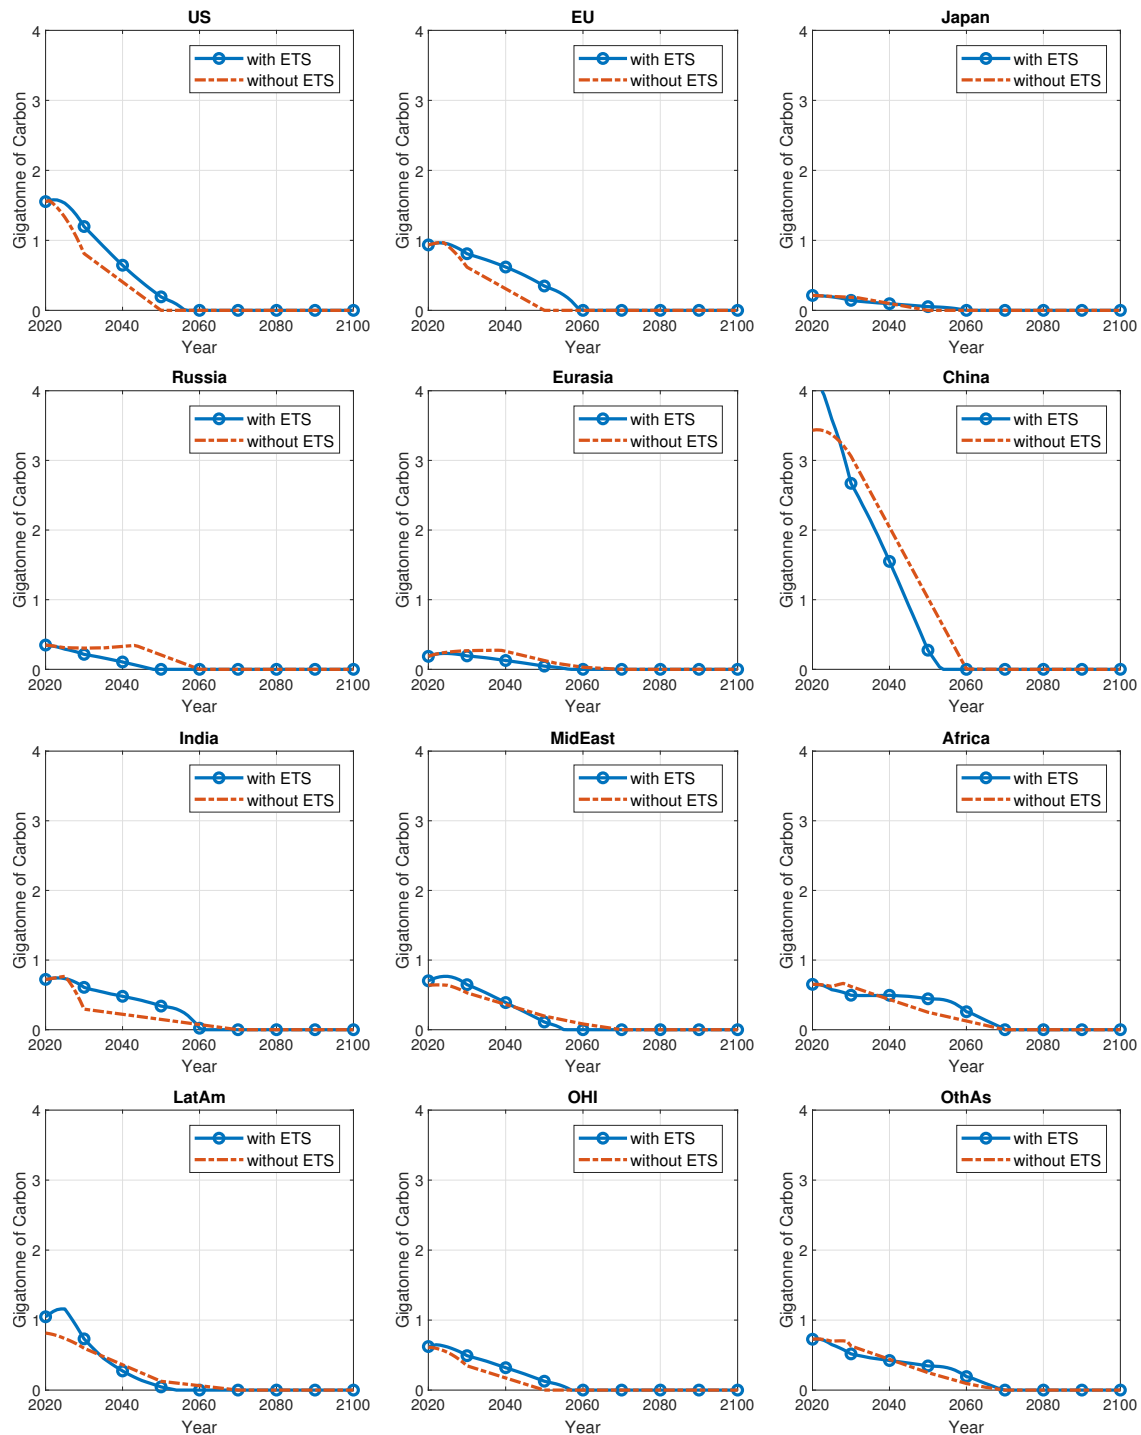 US
EU
Japan
4
3
2
1
0
Gigatonne of Carbon
with ETS
without ETS
2020
2040
2060
2080
2100
Year
4
3
2
1
0
Gigatonne of Carbon
with ETS
without ETS
2020
2040
2060
2080
2100
Year
4
3
2
1
0
Gigatonne of Carbon
with ETS
without ETS
2020
2040
2060
2080
2100
Year
Russia
Eurasia
China
4
3
2
1
0
Gigatonne of Carbon
with ETS
without ETS
2020
2040
2060
2080
2100
Year
4
3
2
1
0
Gigatonne of Carbon
with ETS
without ETS
2020
2040
2060
2080
2100
Year
4
3
2
1
0
Gigatonne of Carbon
with ETS
without ETS
2020
2040
2060
2080
2100
Year
India
MidEast
Africa
4
3
2
1
0
Gigatonne of Carbon
with ETS
without ETS
2020
2040
2060
2080
2100
Year
4
3
2
1
0
Gigatonne of Carbon
with ETS
without ETS
2020
2040
2060
2080
2100
Year
4
3
2
1
0
Gigatonne of Carbon
with ETS
without ETS
2020
2040
2060
2080
2100
Year
LatAm
OHI
OthAs
4
3
2
1
0
Gigatonne of Carbon
with ETS
without ETS
2020
2040
2060
2080
2100
Year
4
3
2
1
0
Gigatonne of Carbon
with ETS
without ETS
2020
2040
2060
2080
2100
Year
4
3
2
1
0
Gigatonne of Carbon
with ETS
without ETS
2020
2040
2060
2080
2100
Year